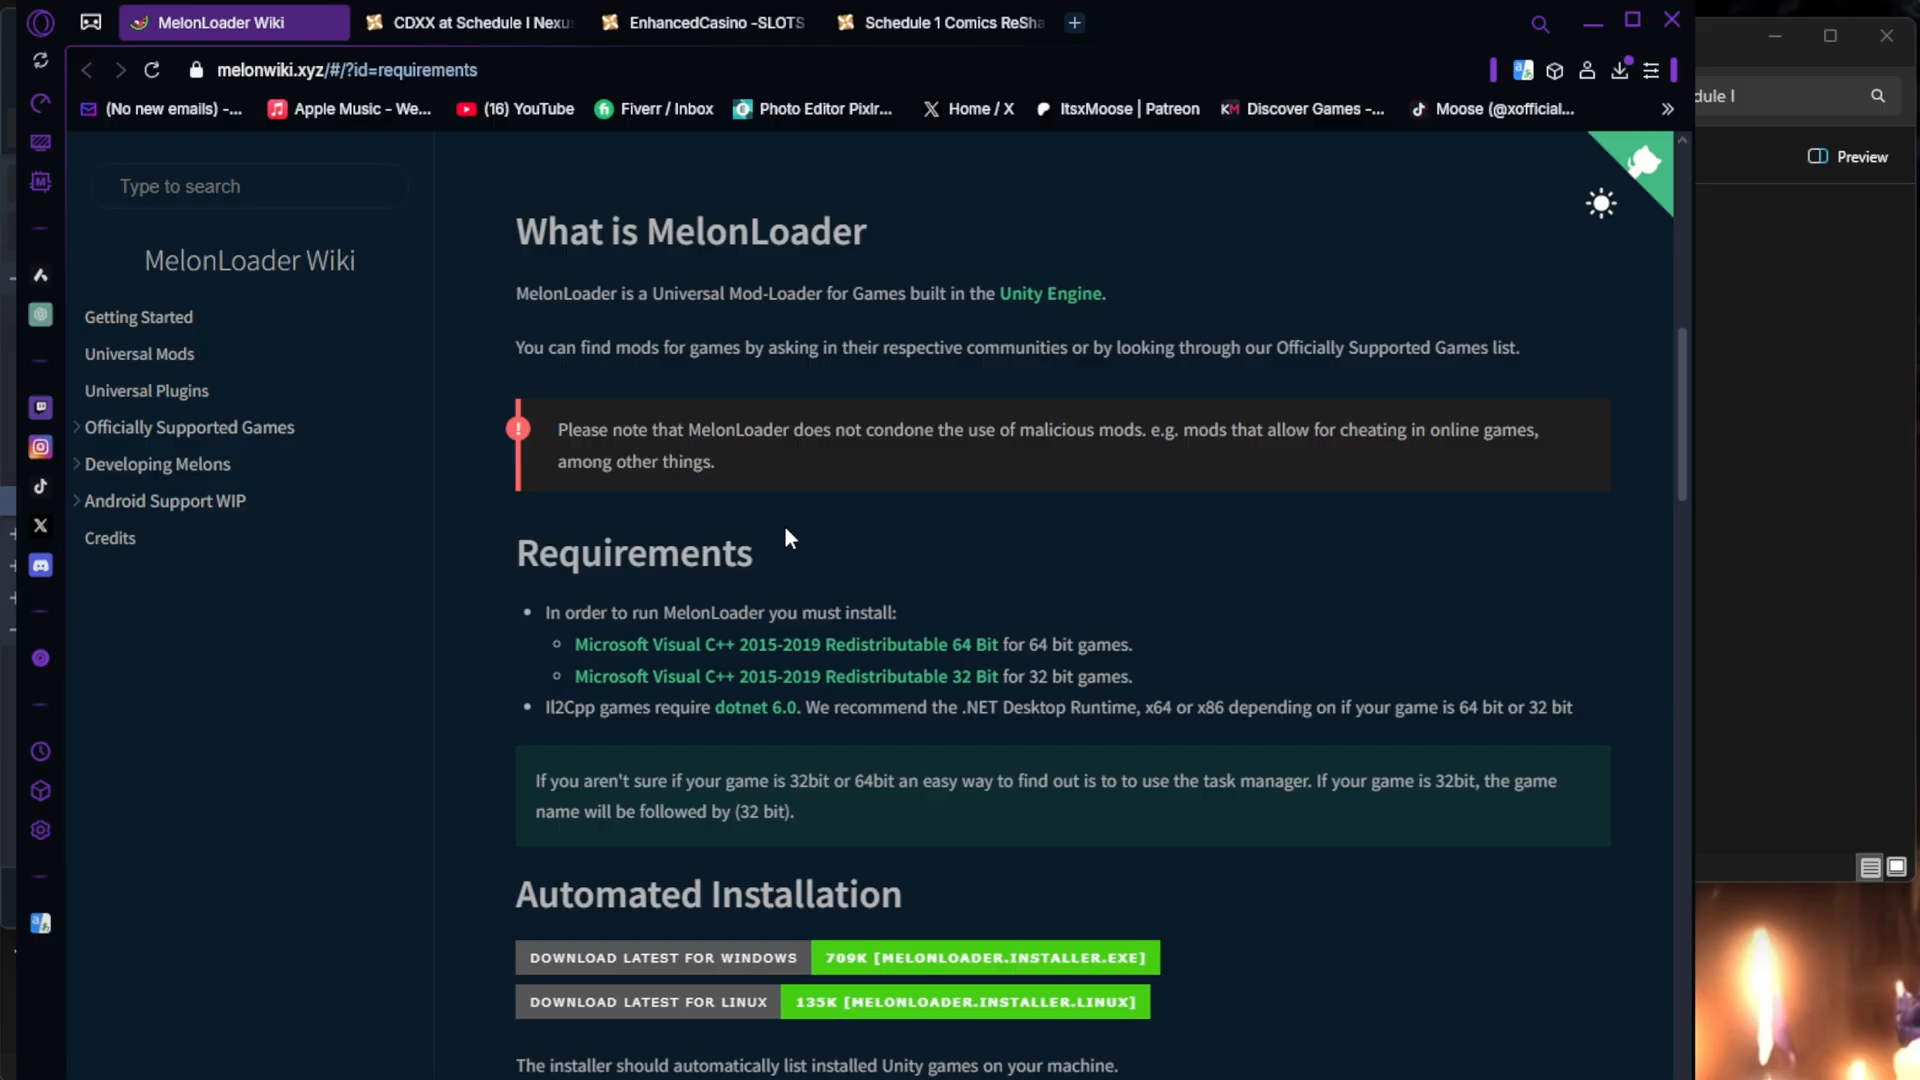 MelonLoader Wiki
CDXX at Schedule I Nexu
EnhancedCasino -SLOTS
Schedule 1 Comics ReSha
melonwiki.xyz/#/?id=requirements
dule I
(No new emails) -...
Apple Music - We...
(16) YouTube
Fiverr / Inbox
Photo Editor Pixlr...
Home / X
ItsxMoose | Patreon
Discover Games -...
Moose (@xofficial...
»
Preview
Type to search
MelonLoader Wiki
Getting Started
Universal Mods
Universal Plugins
Officially Supported Games
Developing Melons
Android Support WIP
Credits
What is MelonLoader
MelonLoader is a Universal Mod-Loader for Games built in the Unity Engine.
You can find mods for games by asking in their respective communities or by looking through our Officially Supported Games list.
Please note that MelonLoader does not condone the use of malicious mods. e.g. mods that allow for cheating in online games,
among other things.
Requirements
In order to run MelonLoader you must install:
Microsoft Visual C++ 2015-2019 Redistributable 64 Bit for 64 bit games.
Microsoft Visual C++ 2015-2019 Redistributable 32 Bit for 32 bit games.
Il2Cpp games require dotnet 6.0. We recommend the .NET Desktop Runtime, x64 or x86 depending on if your game is 64 bit or 32 bit
If you aren't sure if your game is 32bit or 64bit an easy way to find out is to to use the task manager. If your game is 32bit, the game
name will be followed by (32 bit).
Automated Installation
DOWNLOAD LATEST FOR WINDOWS 709K [MELONLOADER.INSTALLER.EXE]
DOWNLOAD LATEST FOR LINUX 135K [MELONLOADER.INSTALLER.LINUX]
The installer should automatically list installed Unity games on your machine.